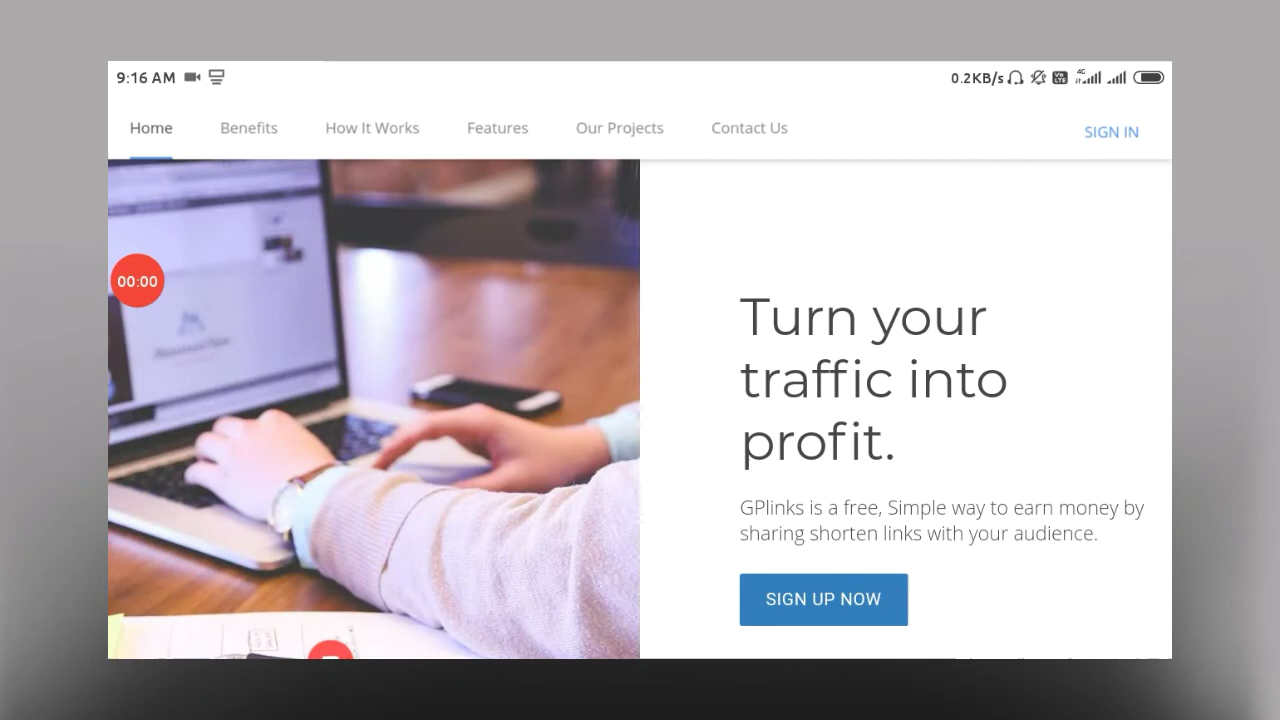 9:16 AM
0.2KB/s
4G
Home
Benefits
How It Works
Features
Our Projects
Contact Us
SIGN IN
00:00
Turn your
traffic into
profit.
GPlinks is a free, Simple way to earn money by
sharing shorten links with your audience.
SIGN UP NOW